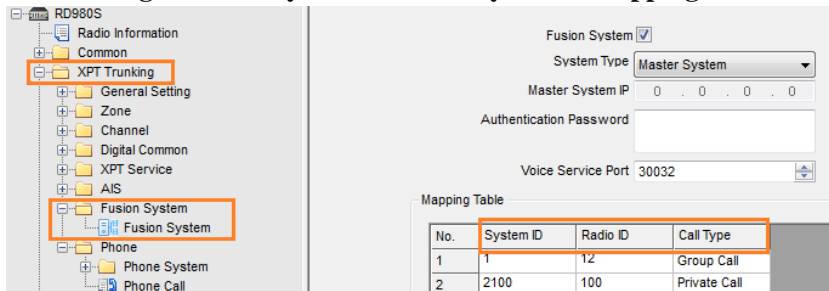 RD980S
Radio Information
Common
XPT Trunking
General Setting
Zone
Channel
Digital Common
XPT Service
AIS
Fusion System
Fusion System
Phone
Phone System
Phone Call
Fusion System
System Type Master System
Master System IP 0 . 0 . 0 . 0
Authentication Password
Voice Service Port 30032
Mapping Table
No. System ID Radio ID Call Type
1 1 12 Group Call
2 2100 100 Private Call